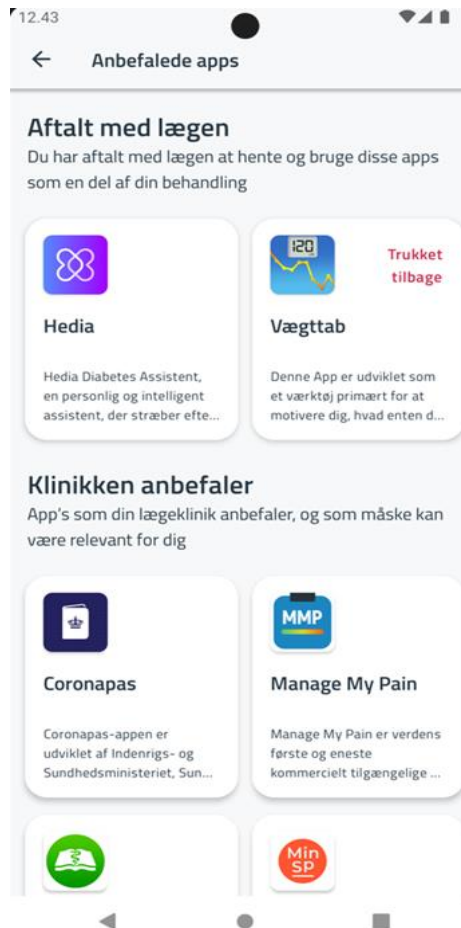 12.43
Anbefalede apps
Aftalt med lægen
Du har aftalt med lægen at hente og bruge disse apps
som en del af din behandling
120
Trukket
tilbage
Hedia
Vægttab
Hedia Diabetes Assistent,
en personlig og intelligent
assistent, der stræber efte...
Denne App er udviklet som
et værktøj primært for at
motivere dig, hvad enten d...
Klinikken anbefaler
App's som din lægeklinik anbefaler, og som måske kan
være relevant for dig
MMP
Coronapas
Manage My Pain
Coronapas-appen er
udviklet af Indenrigs- og
Sundhedsministeriet, Sun...
Manage My Pain er verdens
første og eneste
kommercielt tilgængelige ...
Min
SP